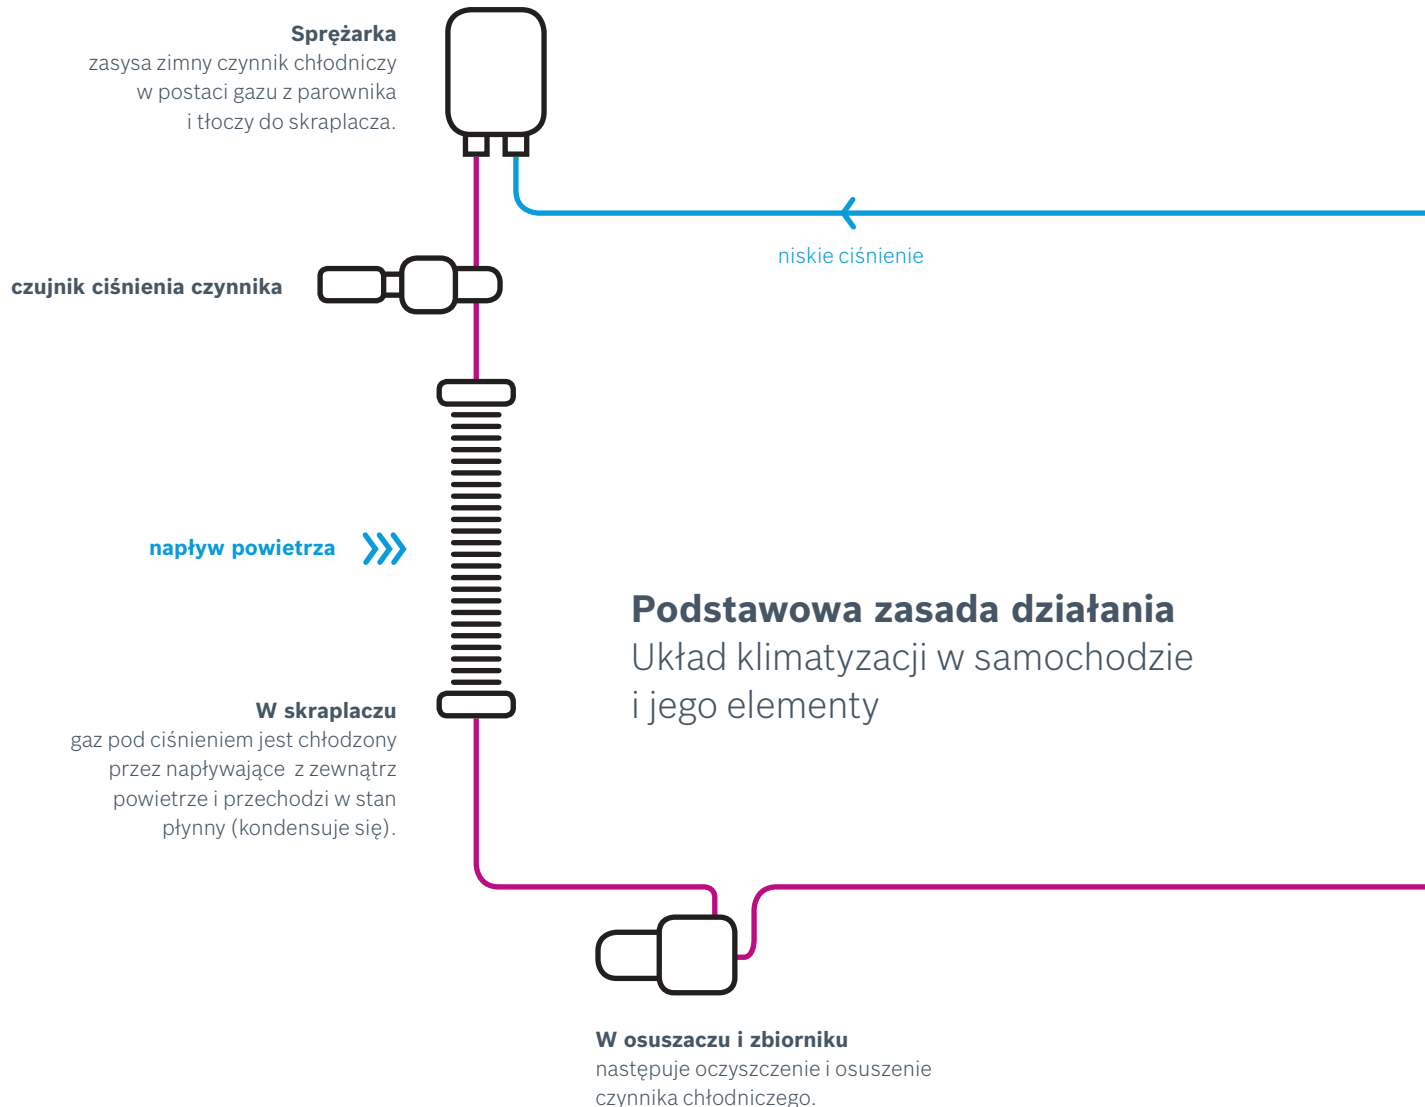 Sprężarka
zasysa zimny czynnik chłodniczy
w postaci gazu z parownika
i tłoczy do skraplacza.
niskie ciśnienie
czujnik ciśnienia czynnika
napływ powietrza
Podstawowa zasada działania
Układ klimatyzacji w samochodzie
i jego elementy
W skraplaczu
gaz pod ciśnieniem jest chłodzony
przez napływające z zewnątrz
powietrze i przechodzi w stan
płynny (kondensuje się).
W osuszaczu i zbiorniku
następuje oczyszczenie i osuszenie
czynnika chłodniczego.